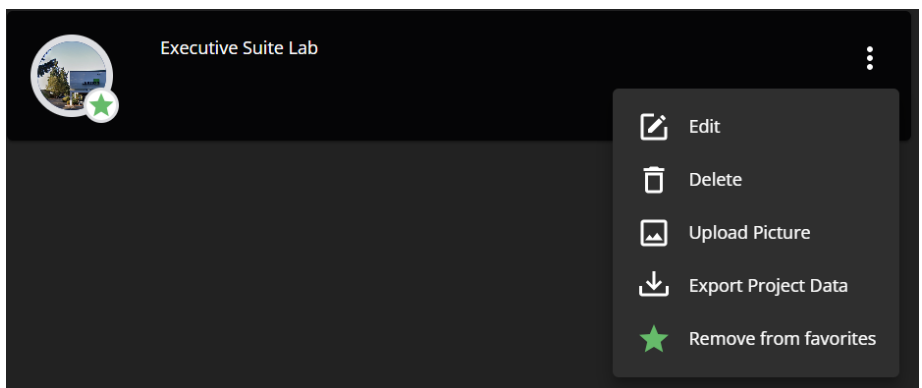 Executive Suite Lab
Edit
Delete
Upload Picture
Export Project Data
Remove from favorites